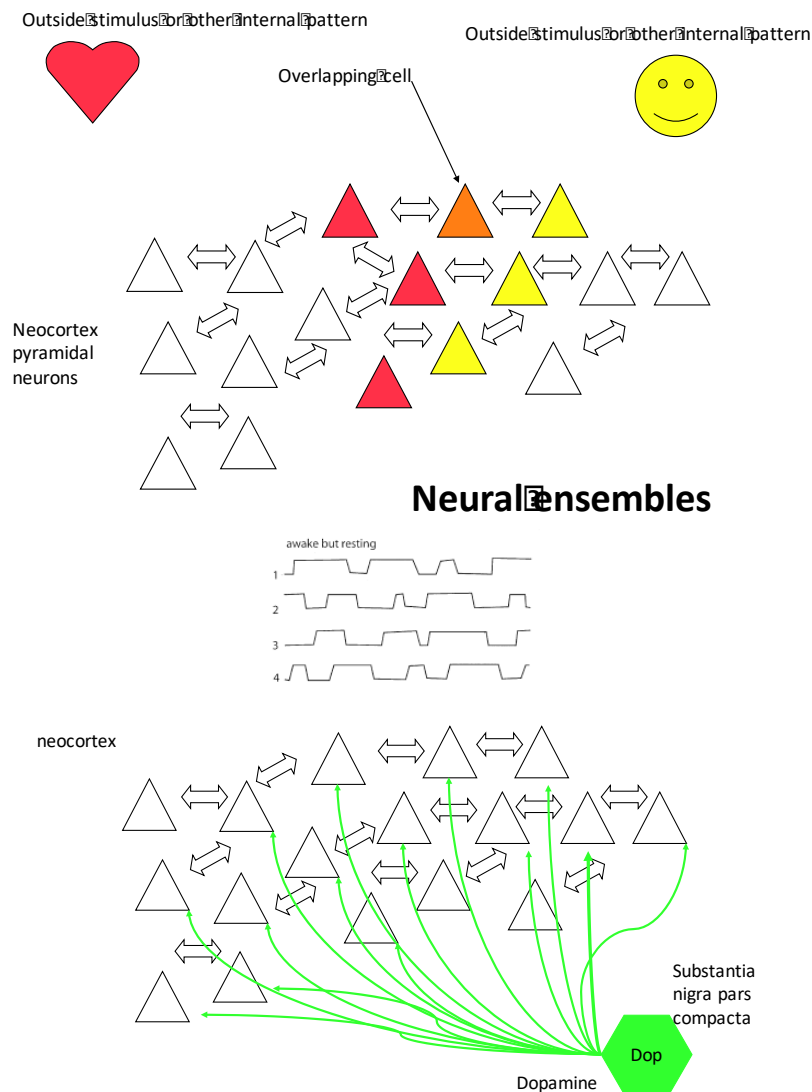 Outside stimulus or other internal pattern
Outside stimulus or other internal pattern
Overlapping cell
Neocortex
pyramidal
neurons
Neural ensembles
awake but resting
1
2
3
4
neocortex
Substantia
nigra pars
compacta
Dop
Dopamine